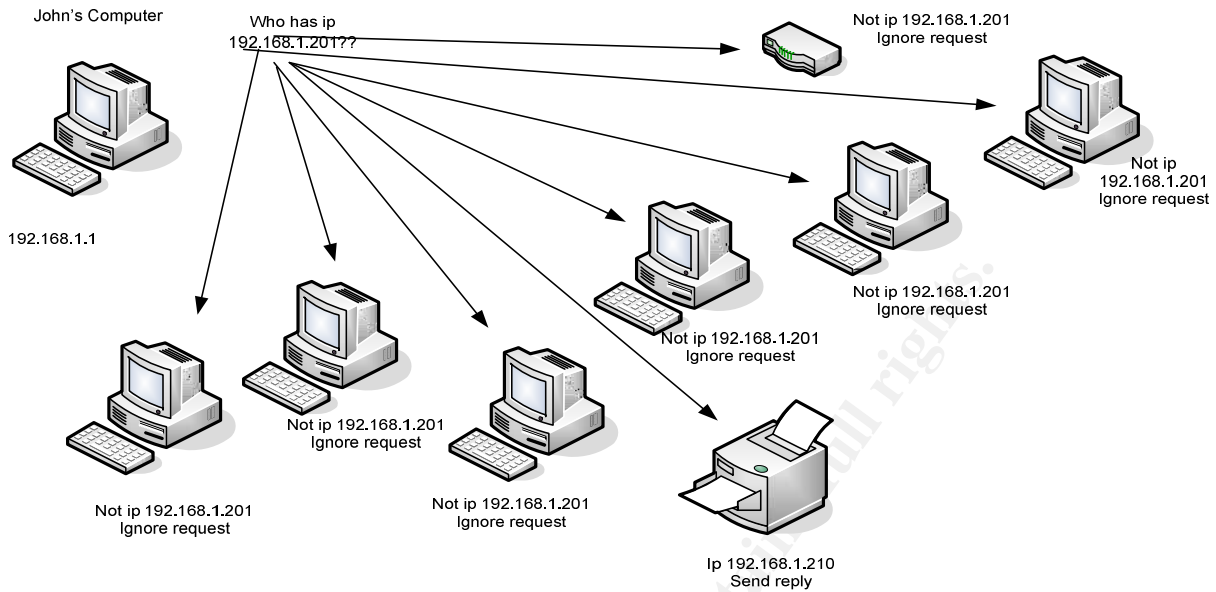 John's Computer
Who has ip
192.168.1.201??
Not ip 192.168.1.201
Ignore request
Not ip
192.168.1.201
Ignore request
192.168.1.1
Not ip 192.168.1.201
Ignore request
Not ip 192.168.1.201
Ignore request
Not ip 192.168.1.201
Ignore request
Not ip 192.168.1.201
Ignore request
Not ip 192.168.1.201
Ignore request
Ip 192.168.1.210
Send reply
full rights.